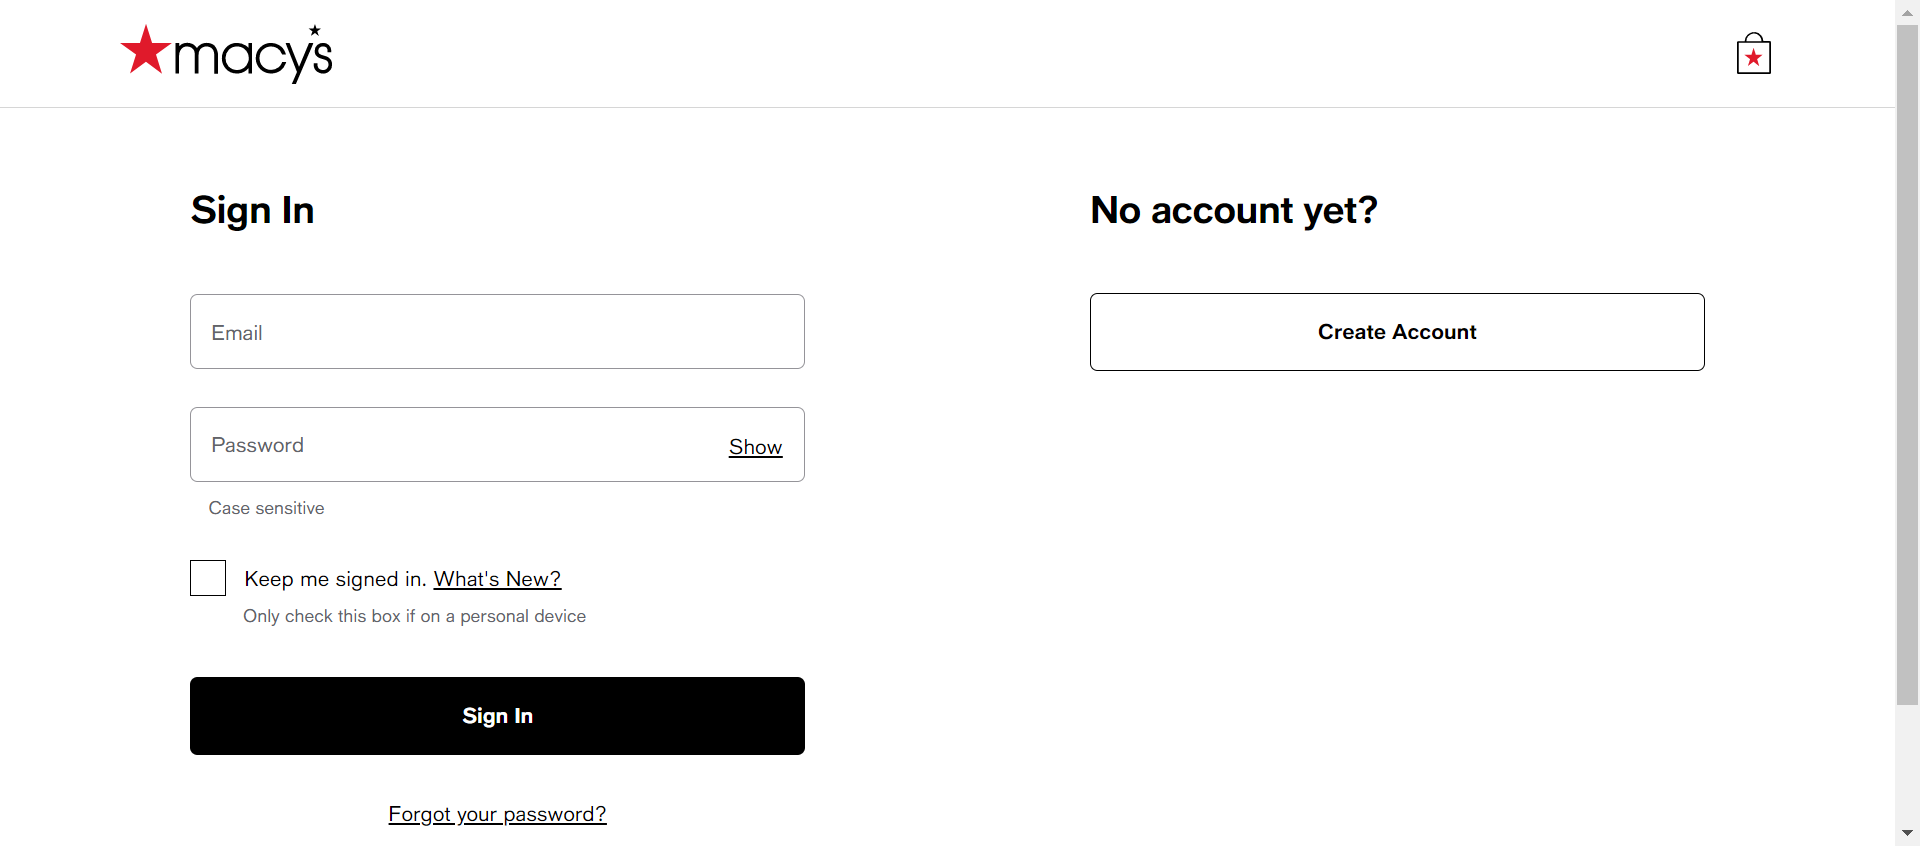 macy's
Sign In
Email
Password
Show
Case sensitive
Keep me signed in. What's New?
Only check this box if on a personal device
Sign In
Forgot your password?
No account yet?
Create Account